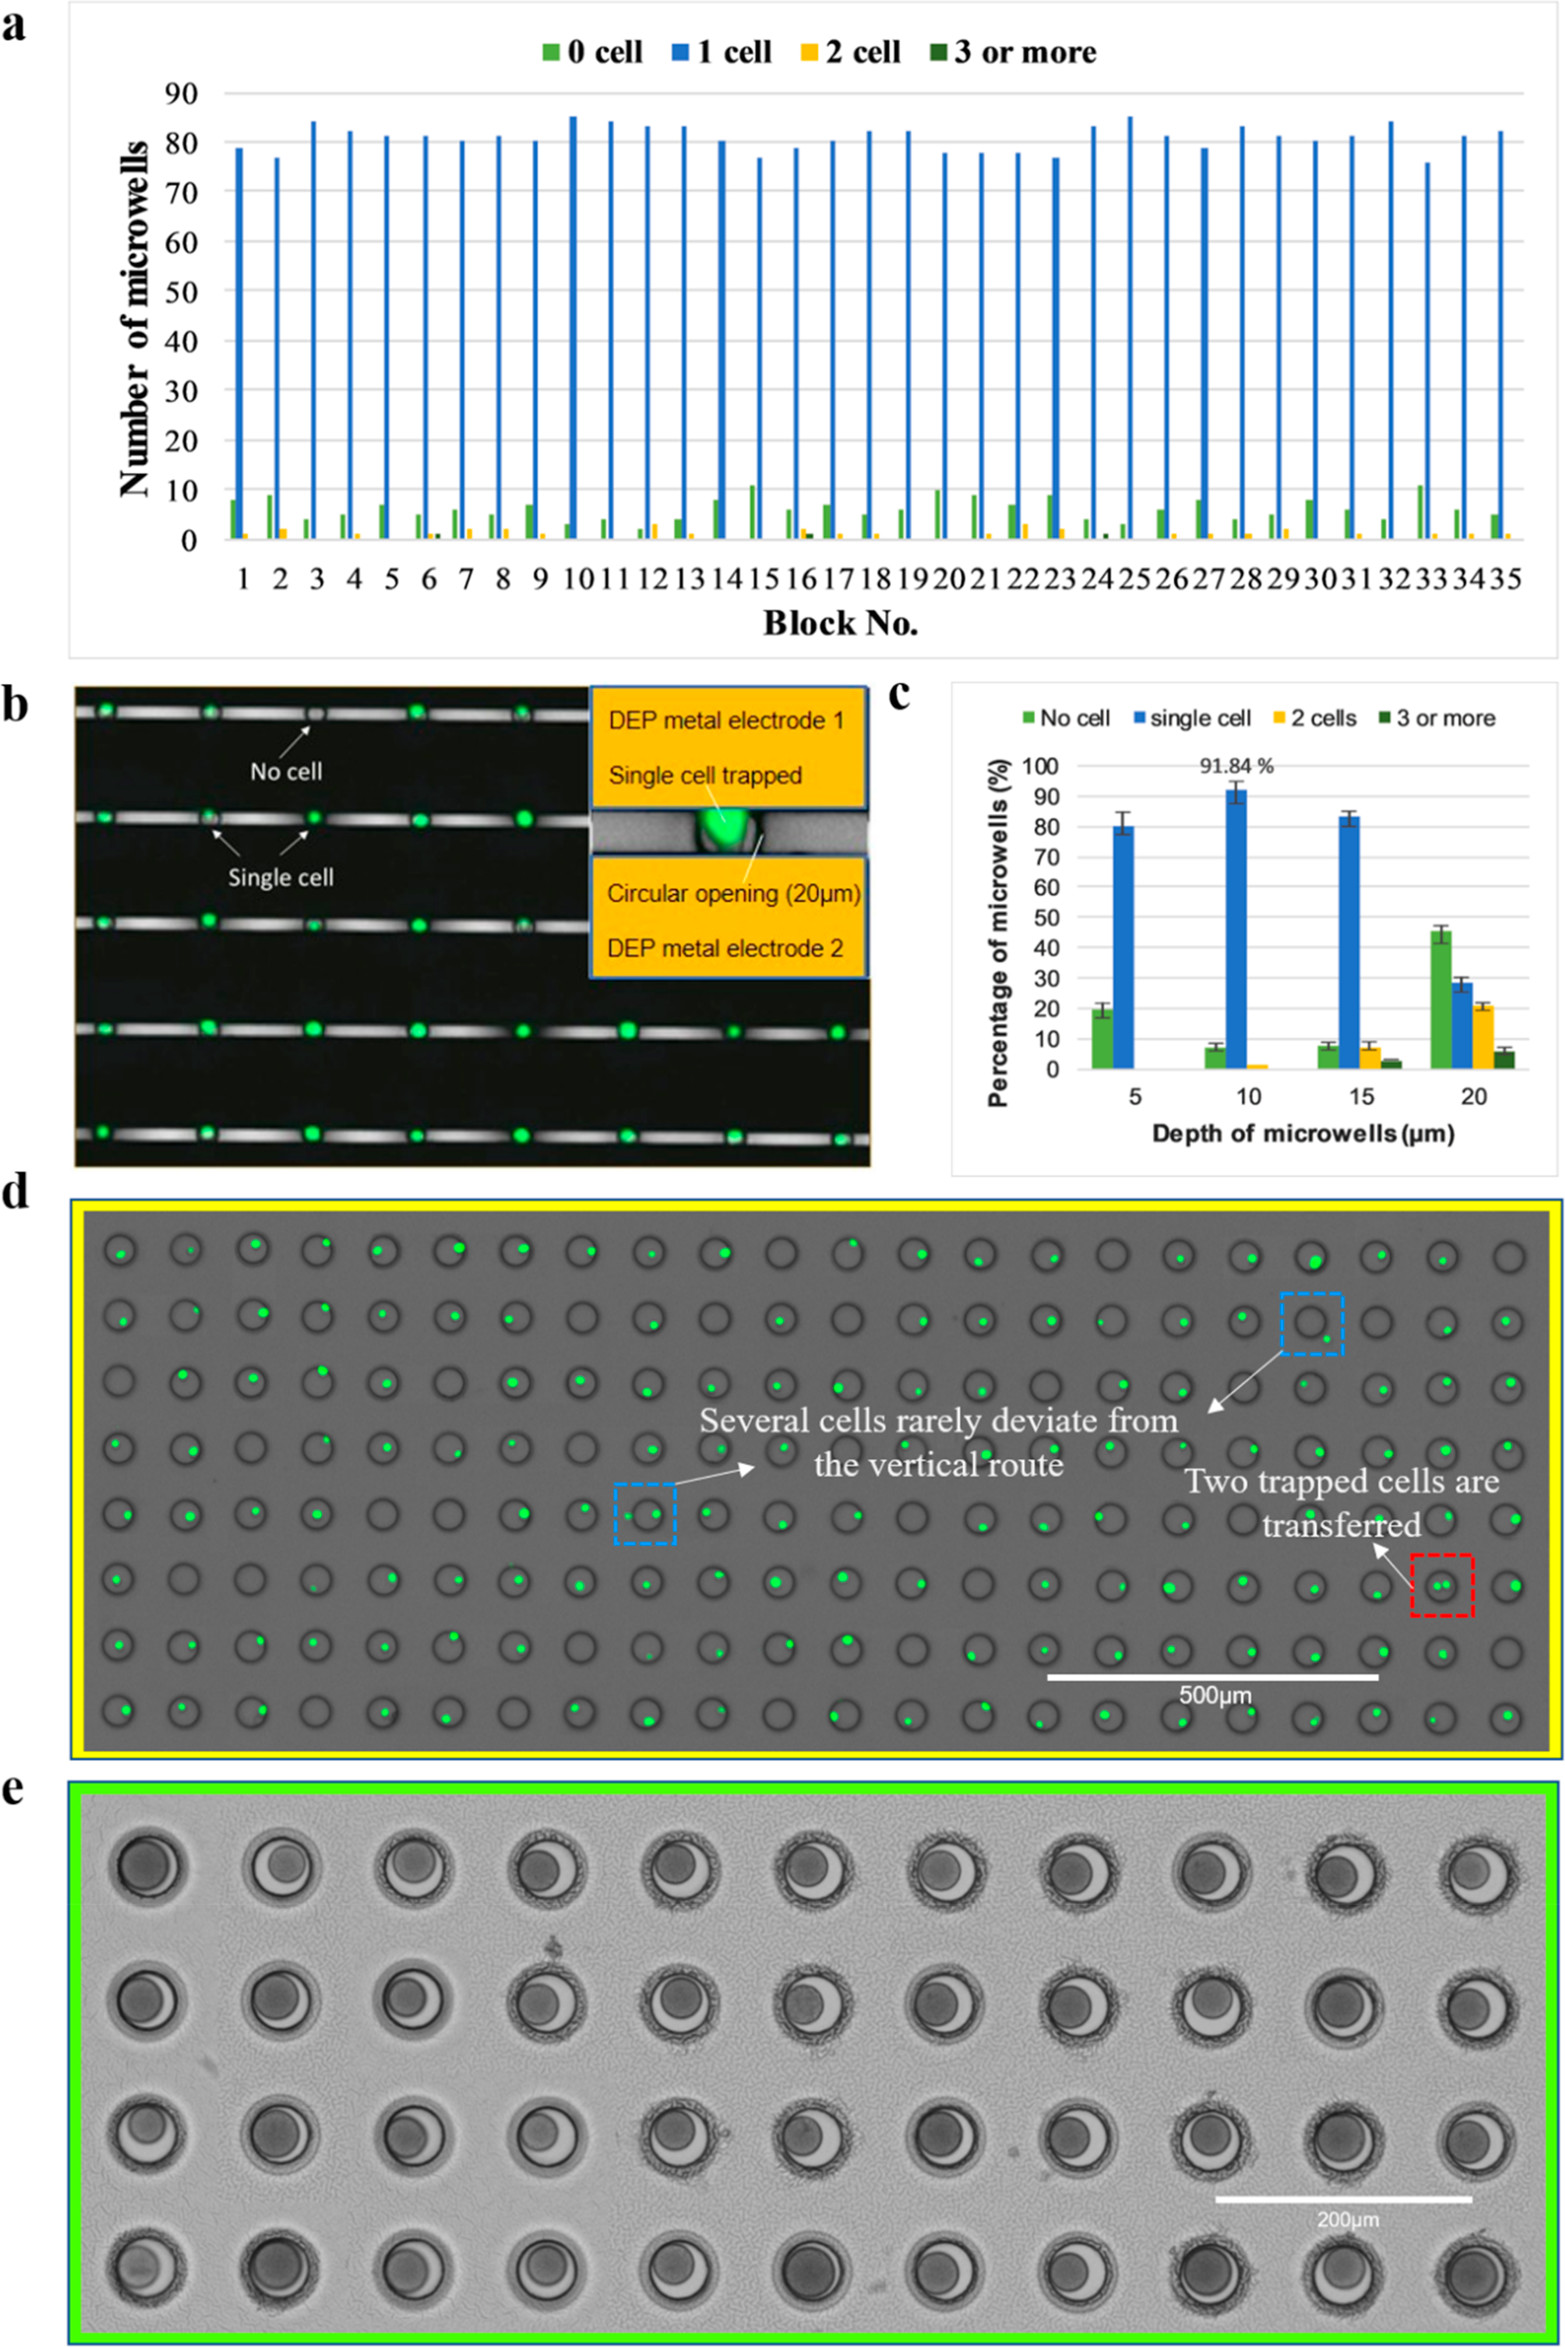 a
0 cell 1 cell 2 cell 3 or more
90
80
70
60
50
40
30
20
10
0
Number of microwells
1 2 3 4 5 6 7 8 9 10 11 12 13 14 15 16 17 18 19 20 21 22 23 24 25 26 27 28 29 30 31 32 33 34 35
Block No.
b
No cell
Single cell
DEP metal electrode 1
Single cell trapped
Circular opening (20µm)
DEP metal electrode 2
c
No cell single cell 2 cells 3 or more
91.84 %
100
90
80
70
60
50
40
30
20
10
0
Percentage of microwells (%)
5 10 15 20
Depth of microwells (µm)
d
Several cells rarely deviate from
the vertical route
Two trapped cells are
transferred
500µm
e
200µm